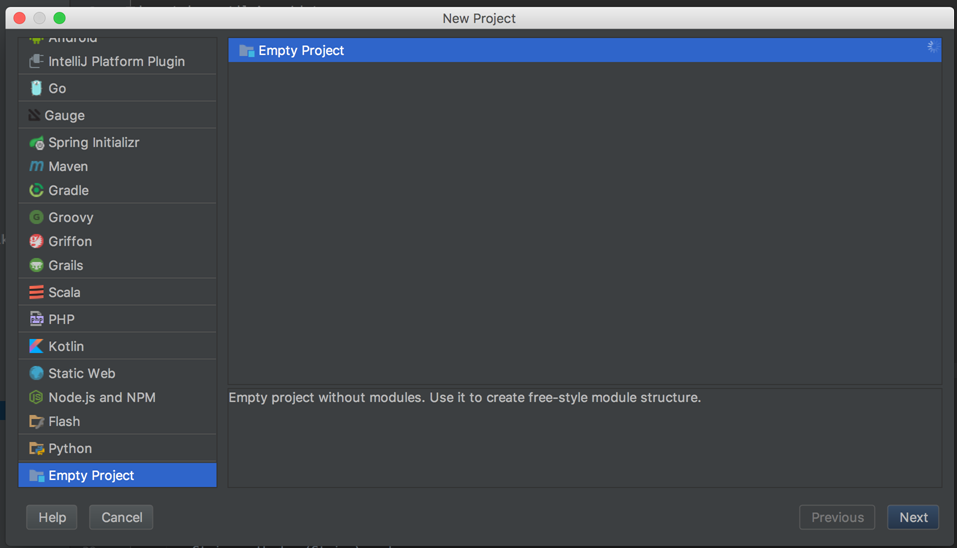 New Project
Android
IntelliJ Platform Plugin
Go
Gauge
Spring Initializr
Maven
Gradle
Groovy
Griffon
Grails
Scala
PHP
Kotlin
Static Web
Node.js and NPM
Flash
Python
Empty Project
Empty Project
Empty project without modules. Use it to create free-style module structure.
Help
Cancel
Previous
Next